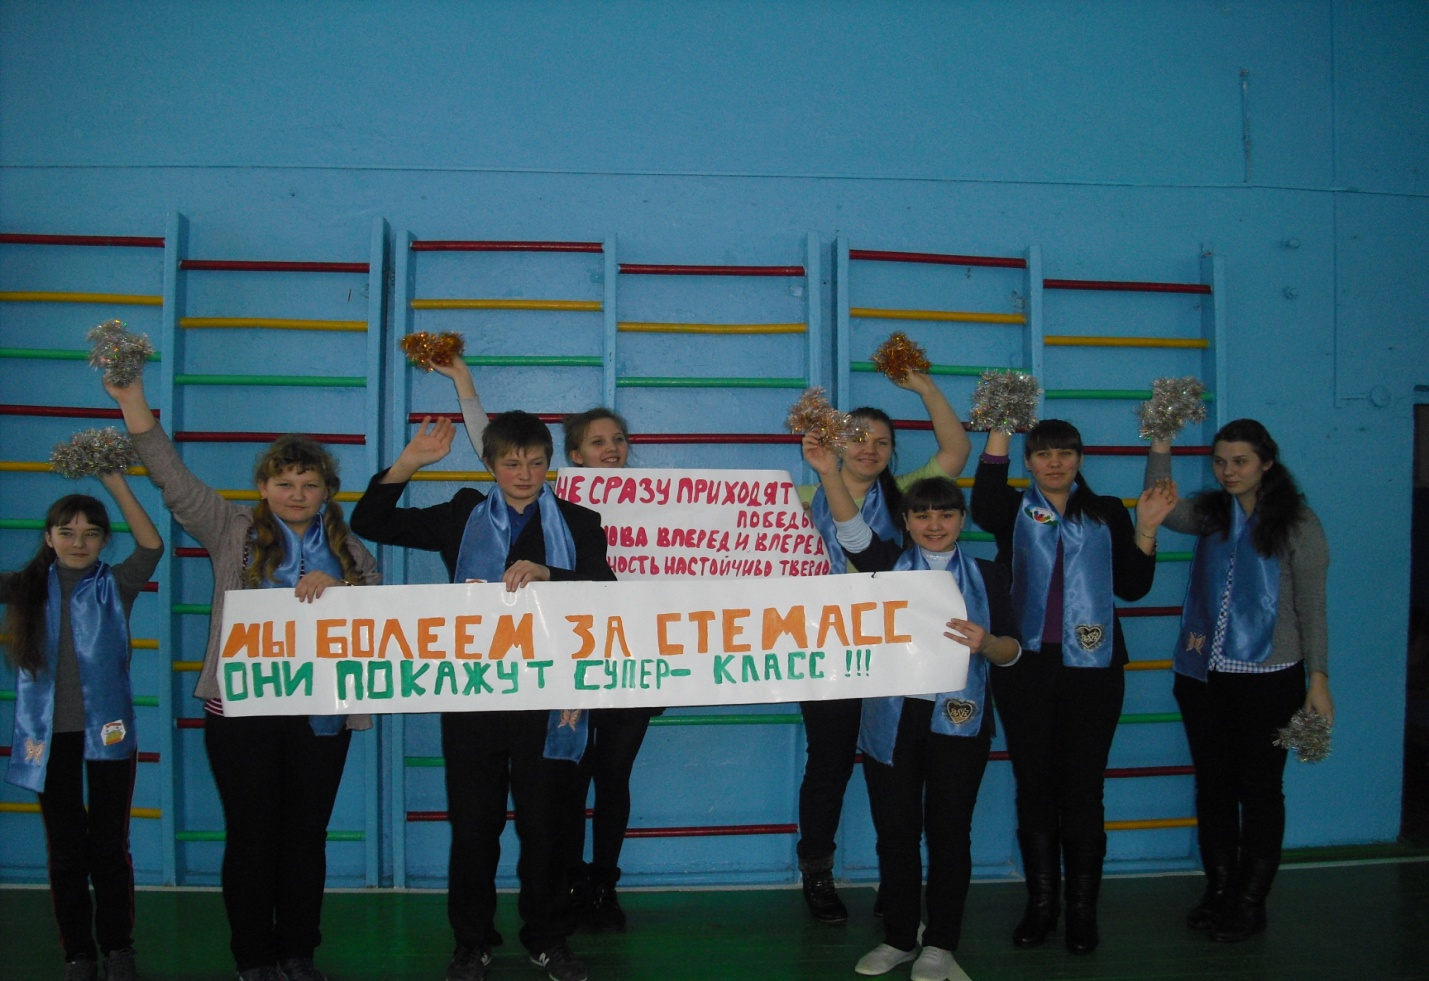 НЕ СРАЗУ ПРИХОДЯТ
ПОБЕДЫ
ВПЕРЕД И ВПЕРЕД
НАСТОЙЧИВО ТВЕРДО
МЫ БОЛЕЕМ ЗА СТЕМАСС
ОНИ ПОКАЖУТ СУПЕР- КЛАСС !!!